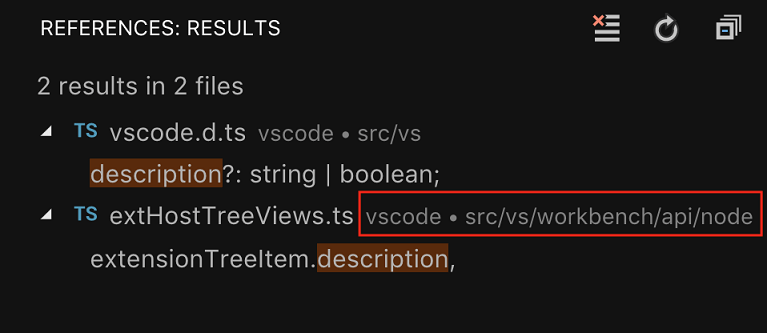 REFERENCES: RESULTS
2 results in 2 files
TS vscode.d.ts vscode • src/vs
description?: string | boolean;
TS extHostTreeViews.ts vscode • src/vs/workbench/api/node
extensionTreeItem.description,